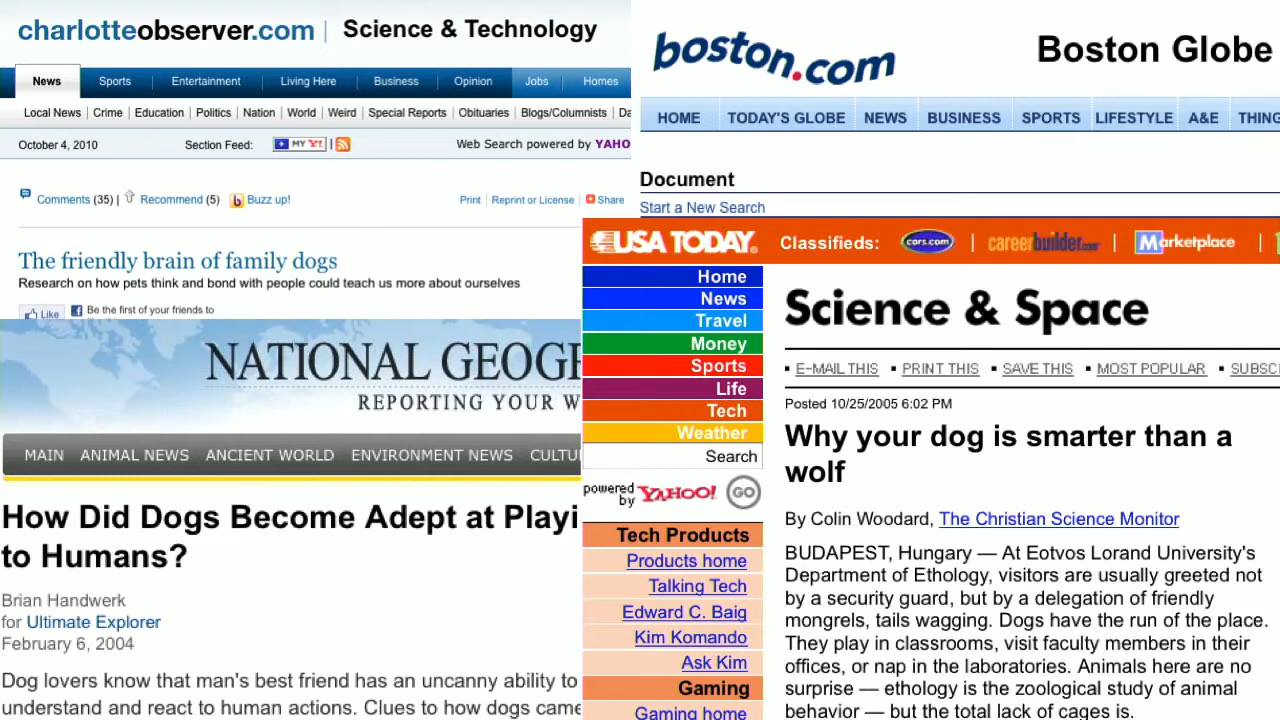 charlotteobserver.com | Science & Technology
News Sports Entertainment Living Here Business Opinion Jobs Homes
Local News | Crime | Education | Politics | Nation | World | Weird | Special Reports | Obituaries | Blogs/Columnists |
October 4, 2010 Section Feed: MY Y! | Web Search powered by YAHO
Comments (35) | Recommend (5) Buzz up! Print | Reprint or License | Share
The friendly brain of family dogs
Research on how pets think and bond with people could teach us more about ourselves
Like Be the first of your friends to
boston.com Boston Globe
HOME TODAY'S GLOBE NEWS BUSINESS SPORTS LIFESTYLE A&E THING
Document
Start a New Search
NATIONAL GEOG
REPORTING YOUR W
MAIN ANIMAL NEWS ANCIENT WORLD ENVIRONMENT NEWS CULTU
How Did Dogs Become Adept at Playi
to Humans?
Brian Handwerk
for Ultimate Explorer
February 6, 2004
Dog lovers know that man's best friend has an uncanny ability to
understand and react to human actions. Clues to how dogs came
USA TODAY. Classifieds: cars.com | careerbuilder.com | Marketplace |
Home
News
Travel
Money
Sports
Life
Tech
Weather
Search
powered by YAHOO! GO
Tech Products
Products home
Talking Tech
Edward C. Baig
Kim Komando
Ask Kim
Gaming
Gaming home
Science & Space
▪ E-MAIL THIS ▪ PRINT THIS ▪ SAVE THIS ▪ MOST POPULAR ▪ SUBSC
Posted 10/25/2005 6:02 PM
Why your dog is smarter than a
wolf
By Colin Woodard, The Christian Science Monitor
BUDAPEST, Hungary — At Eotvos Lorand University's
Department of Ethology, visitors are usually greeted not
by a security guard, but by a delegation of friendly
mongrels, tails wagging. Dogs have the run of the place.
They play in classrooms, visit faculty members in their
offices, or nap in the laboratories. Animals here are no
surprise — ethology is the zoological study of animal
behavior — but the total lack of cages is.